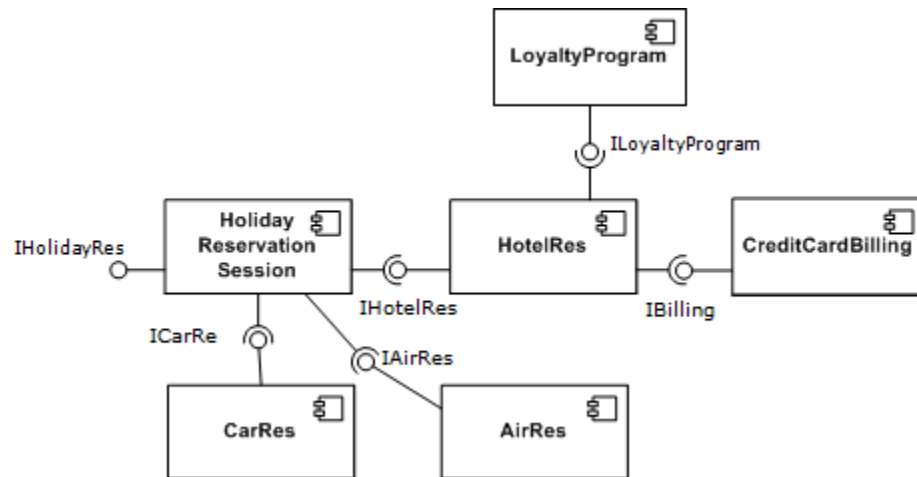 LoyaltyProgram
ILoyaltyProgram
Holiday
Reservation
Session
HotelRes
CreditCardBilling
IHolidayRes
IHotelRes
IBilling
ICarRe
IAirRes
CarRes
AirRes